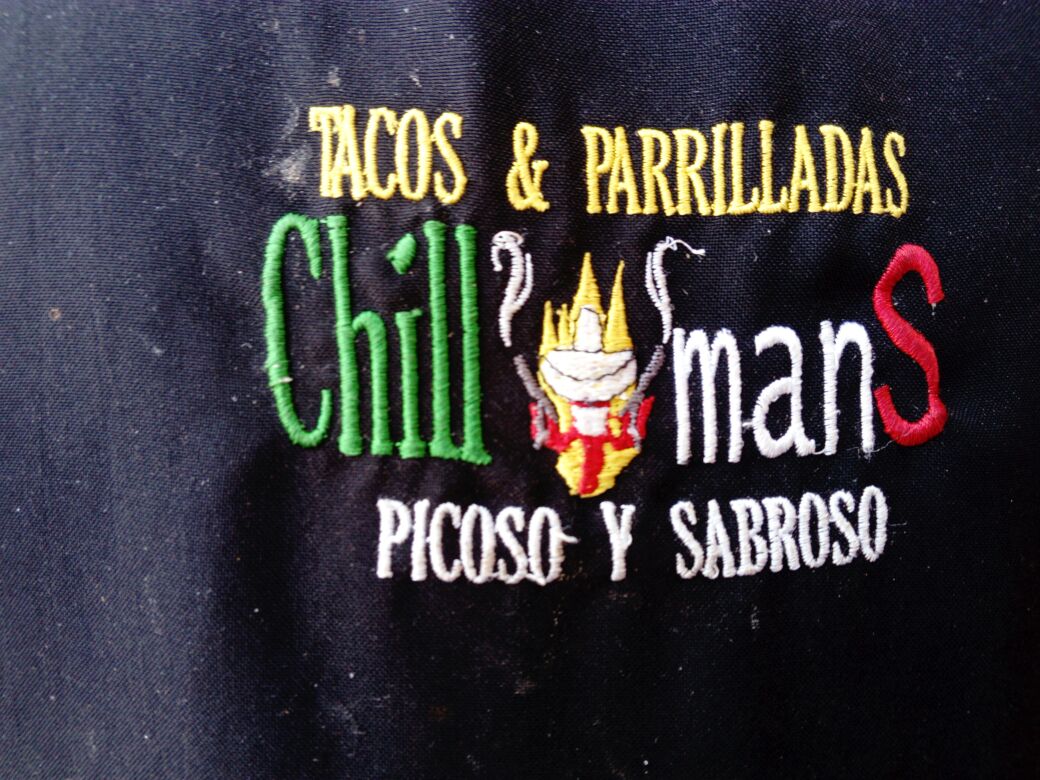 TACOS & PARRILLADAS
Chill manS
PICOSO Y SABROSO